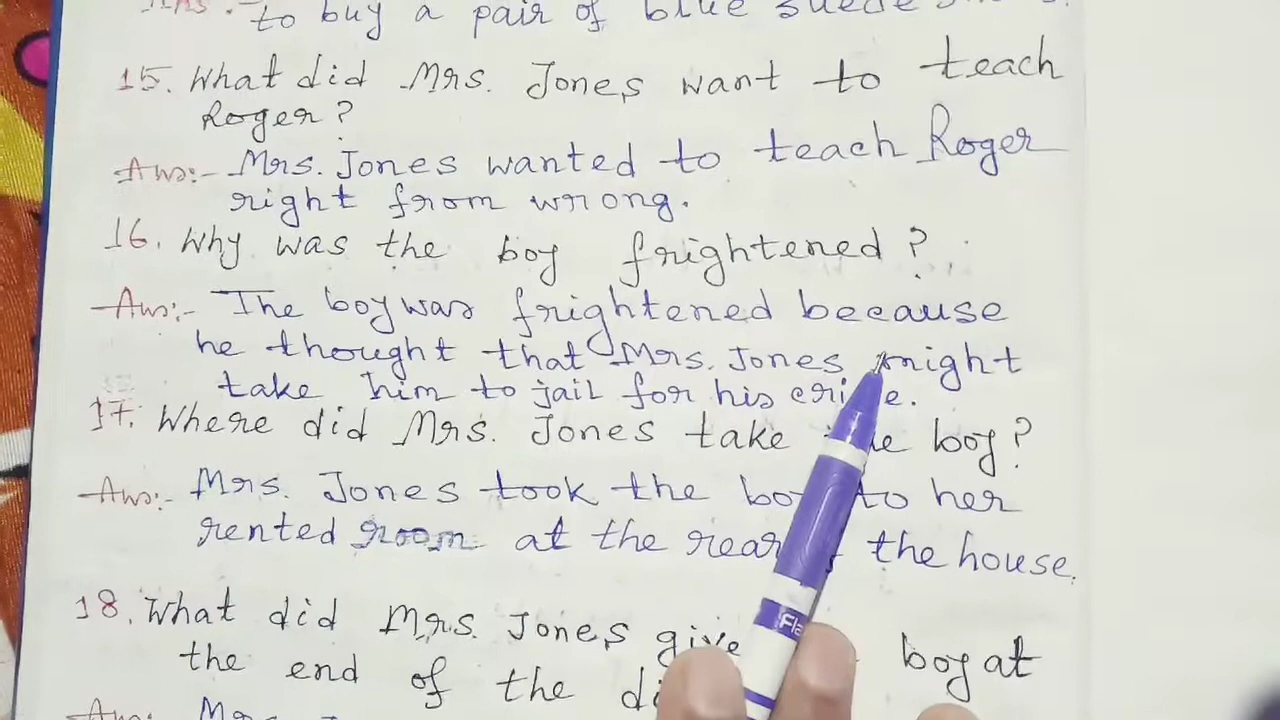 to buy a pair of blue suede
15. What did Mrs. Jones want to teach
Roger?
Ans:- Mrs. Jones wanted to teach Roger
right from wrong.
16. Why was the boy frightened?
Ans:- The boy was frightened because
he thought that Mrs. Jones might
take him to jail for his crime.
17. Where did Mrs. Jones take the boy?
Ans:- Mrs. Jones took the boy to her
rented room at the rear the house.
18. What did Mrs. Jones give boy at
the end of the
Ans:- Mrs.
Fla